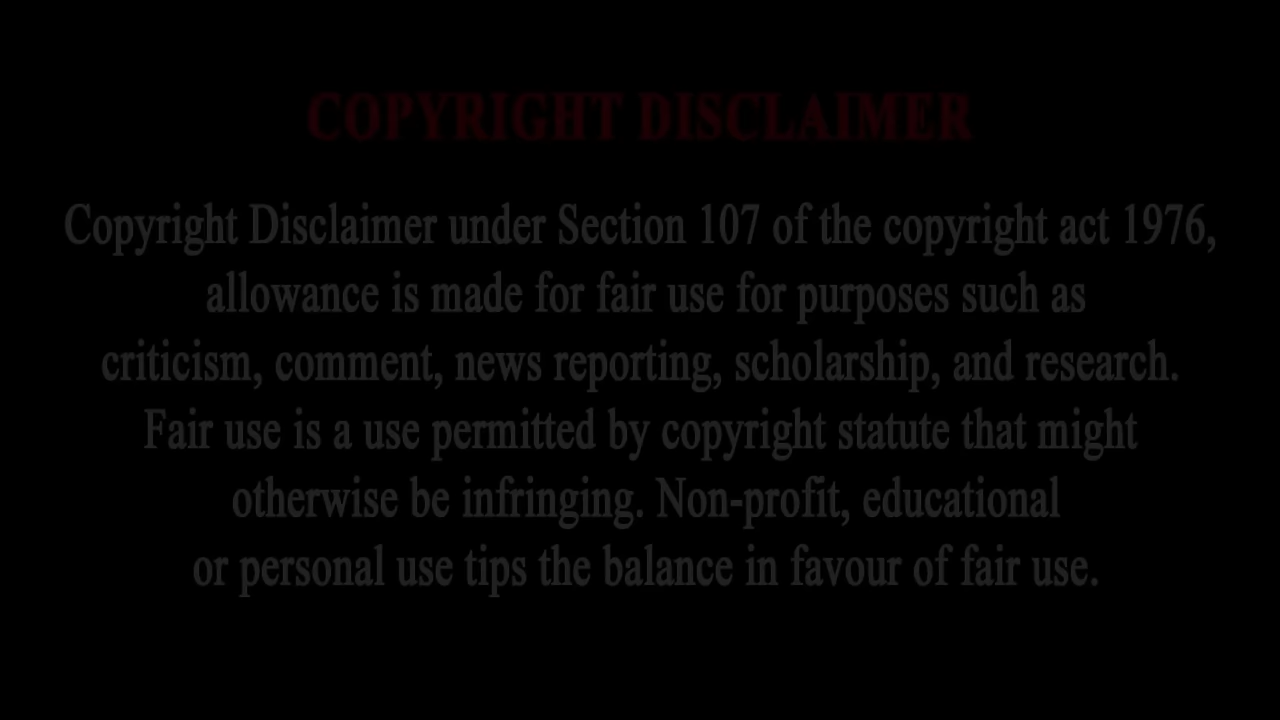 COPYRIGHT DISCLAIMER
Copyright Disclaimer under Section 107 of the copyright act 1976,
allowance is made for fair use for purposes such as
criticism, comment, news reporting, scholarship, and research.
Fair use is a use permitted by copyright statute that might
otherwise be infringing. Non-profit, educational
or personal use tips the balance in favour of fair use.